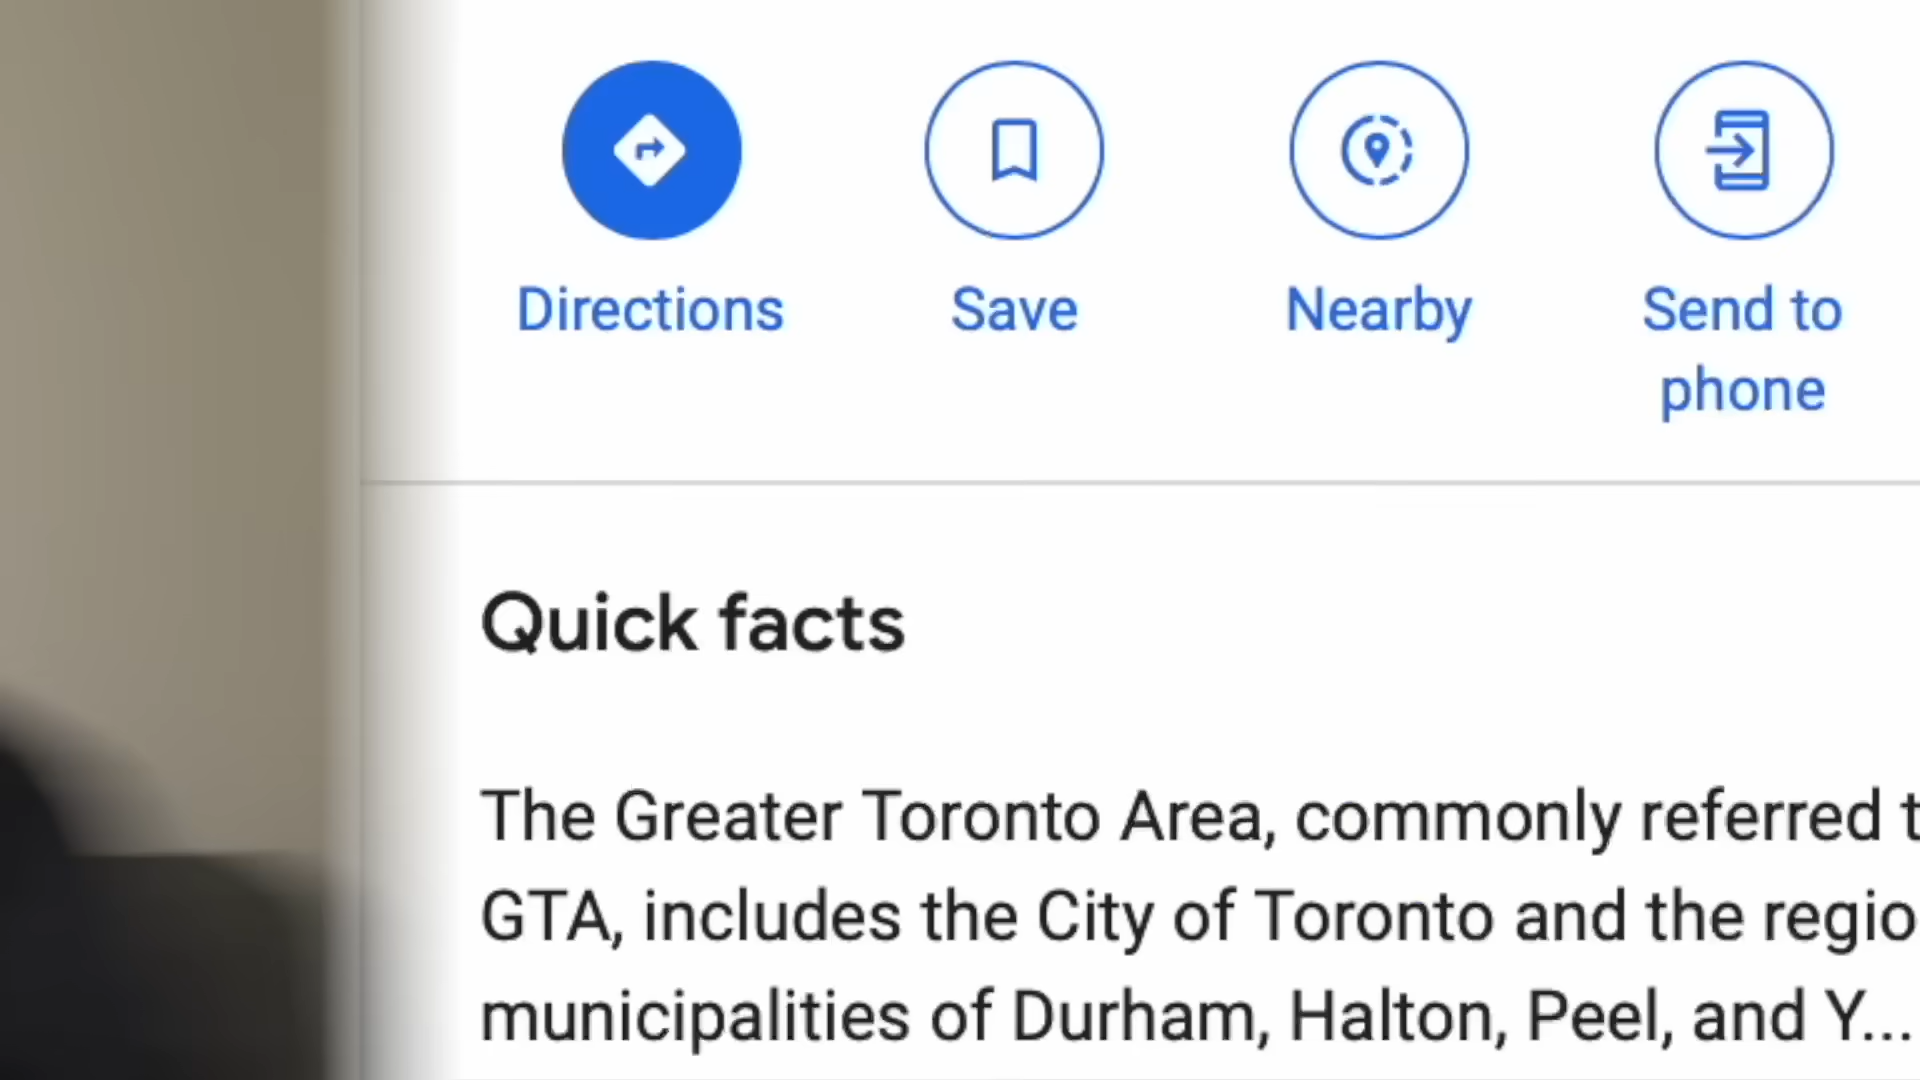 Directions Save Nearby Send to
phone
Quick facts
The Greater Toronto Area, commonly referred
GTA, includes the City of Toronto and the
municipalities of Durham, Halton, Peel, and Y...